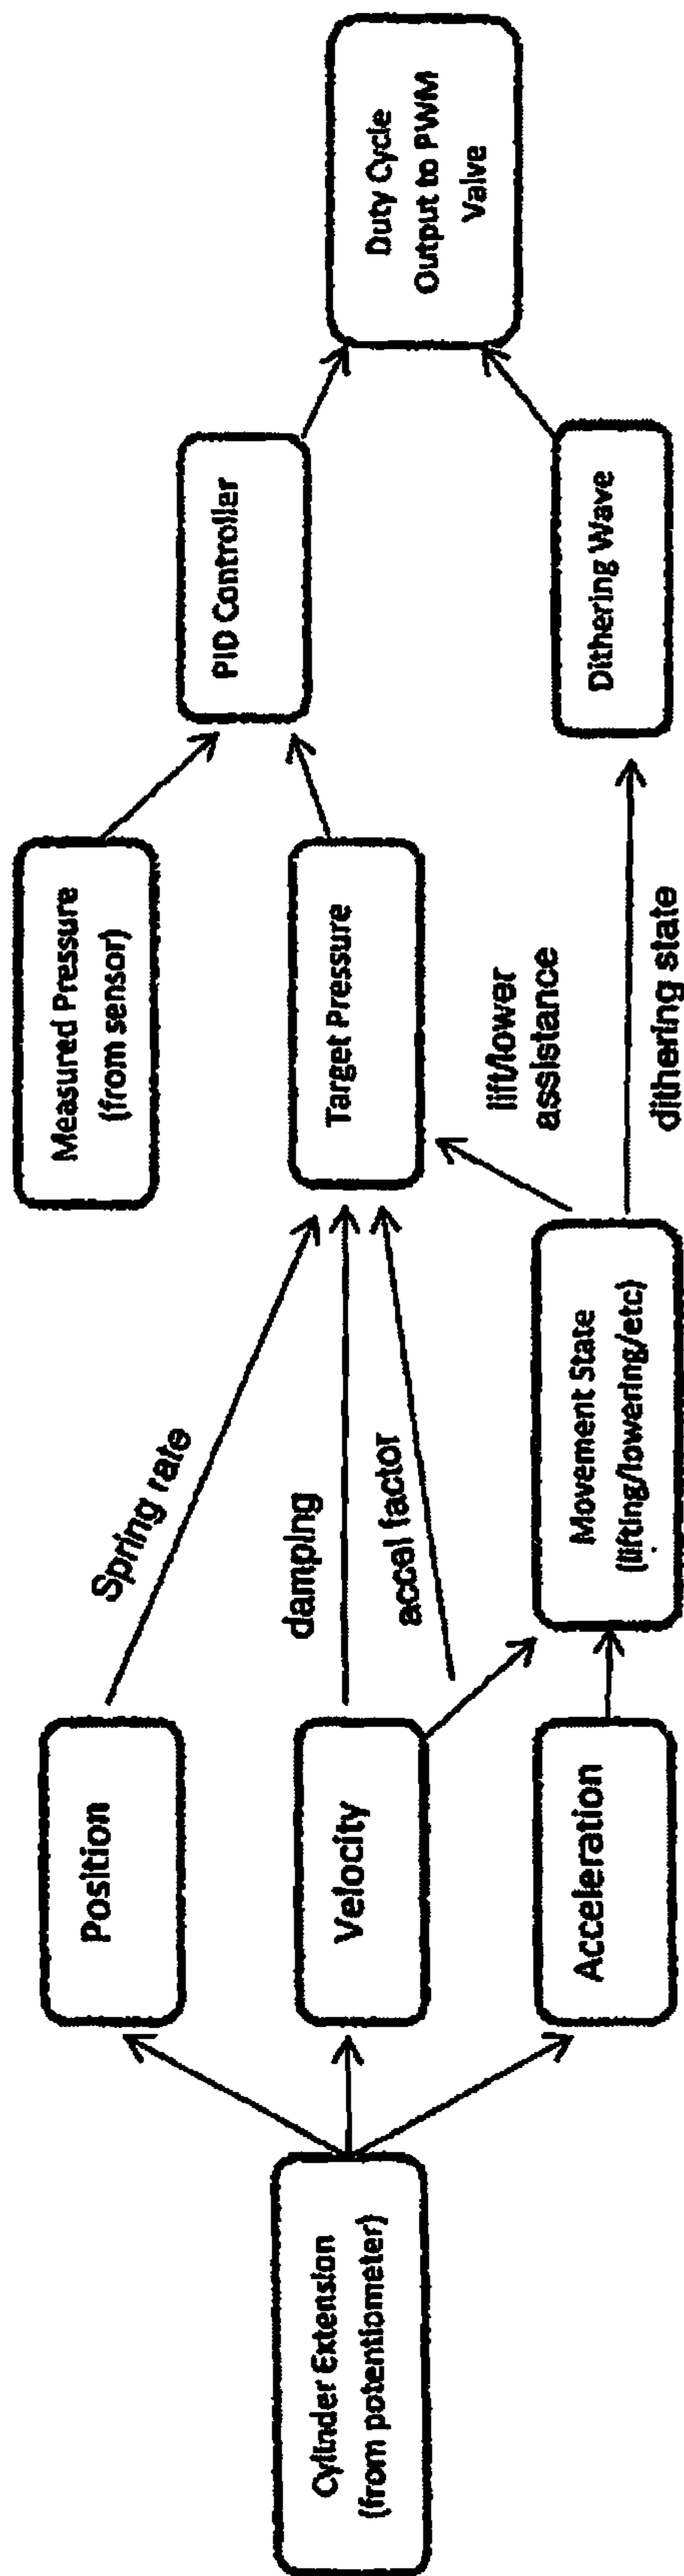 Cylinder Extension
(from potentiometer)
Position
Velocity
Acceleration
Spring rate
damping
accel factor
Movement State
(lifting/lowering/etc)
lift/lower
assistance
dithering state
Measured Pressure
(from sensor)
Target Pressure
PID Controller
Dithering Wave
Duty Cycle
Output to PWM
Valve